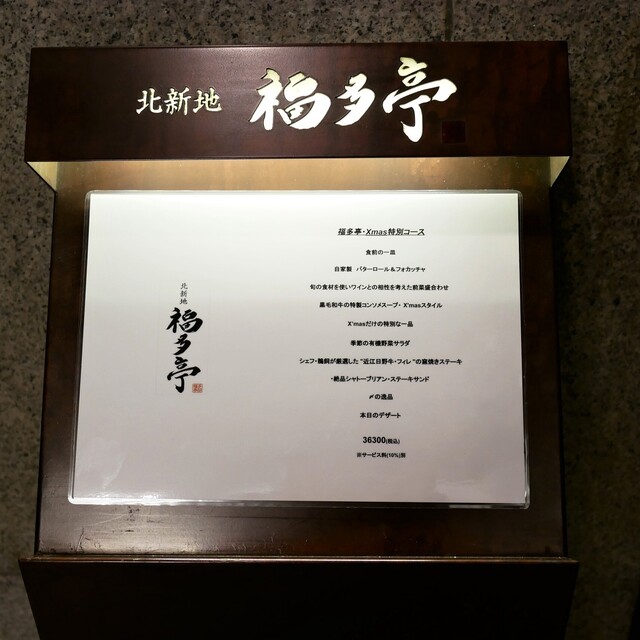 北新地 福多亭
北新地
福多亭
福多亭・Xmas特別コース
食前の一皿
自家製 バターロール&フォカッチャ
旬の食材を使いワインとの相性を考えた前菜盛合わせ
黒毛和牛の特製コンソメスープ・X'masスタイル
X'masだけの特別な一品
季節の有機野菜サラダ
シェフ・鵜飼が厳選した "近江日野牛・フィレ "の窯焼きステーキ
・絶品シャトーブリアン・ステーキサンド
〆の逸品
本日のデザート
36300(税込)
※サービス料(10%)別